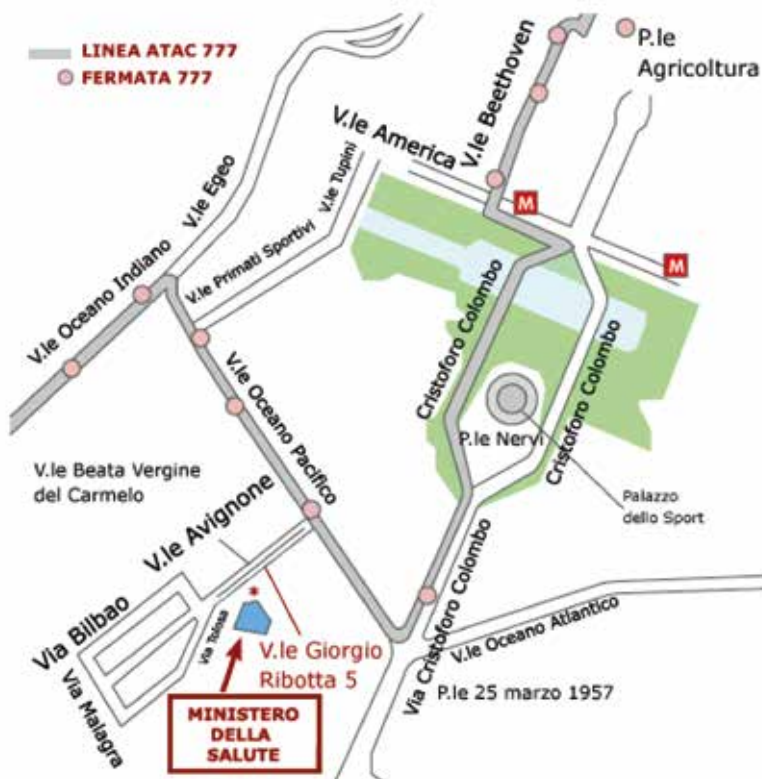 LINEA ATAC 777
FERMATA 777
P.le
Agricoltura
V.le Beethoven
V.le America
V.le Tupini
V.le Egeo
V.le Primati Sportivi
V.le Oceano Indiano
M
M
Cristoforo Colombo
Cristoforo Colombo
V.le Oceano Pacifico
P.le Nervi
V.le Beata Vergine
del Carmelo
Palazzo
dello Sport
V.le Avignone
Via Bilbao
Via Tolosa
*
V.le Giorgio
Ribotta 5
Via Malagra
Via Cristoforo Colombo
V.le Oceano Atlantico
P.le 25 marzo 1957
MINISTERO
DELLA
SALUTE